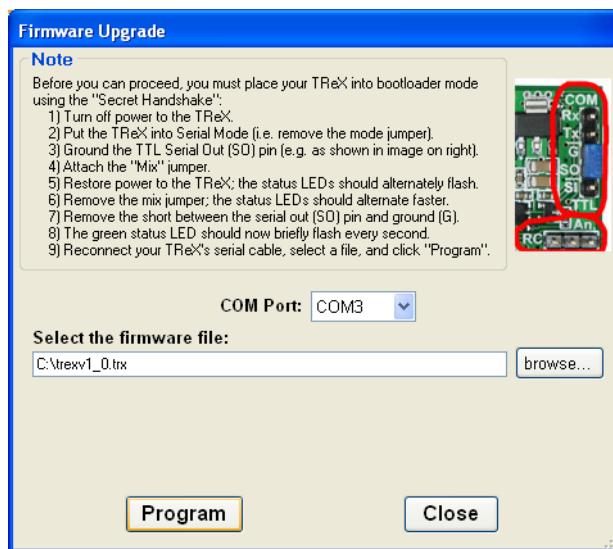 Firmware Upgrade
Note
Before you can proceed, you must place your TReX into bootloader mode
using the "Secret Handshake":
1) Turn off power to the TReX.
2) Put the TReX into Serial Mode (i.e. remove the mode jumper).
3) Ground the TTL Serial Out (SO) pin (e.g. as shown in image on right).
4) Attach the "Mix" jumper.
5) Restore power to the TReX; the status LEDs should alternately flash.
6) Remove the mix jumper; the status LEDs should alternate faster.
7) Remove the short between the serial out (SO) pin and ground (G).
8) The green status LED should now briefly flash every second.
9) Reconnect your TReX's serial cable, select a file, and click "Program".
COM
Rx
Tx
G
SO
SI
TTL
An
RC
COM Port: COM3
Select the firmware file:
C:\trexv1_0.trx
browse...
Program
Close